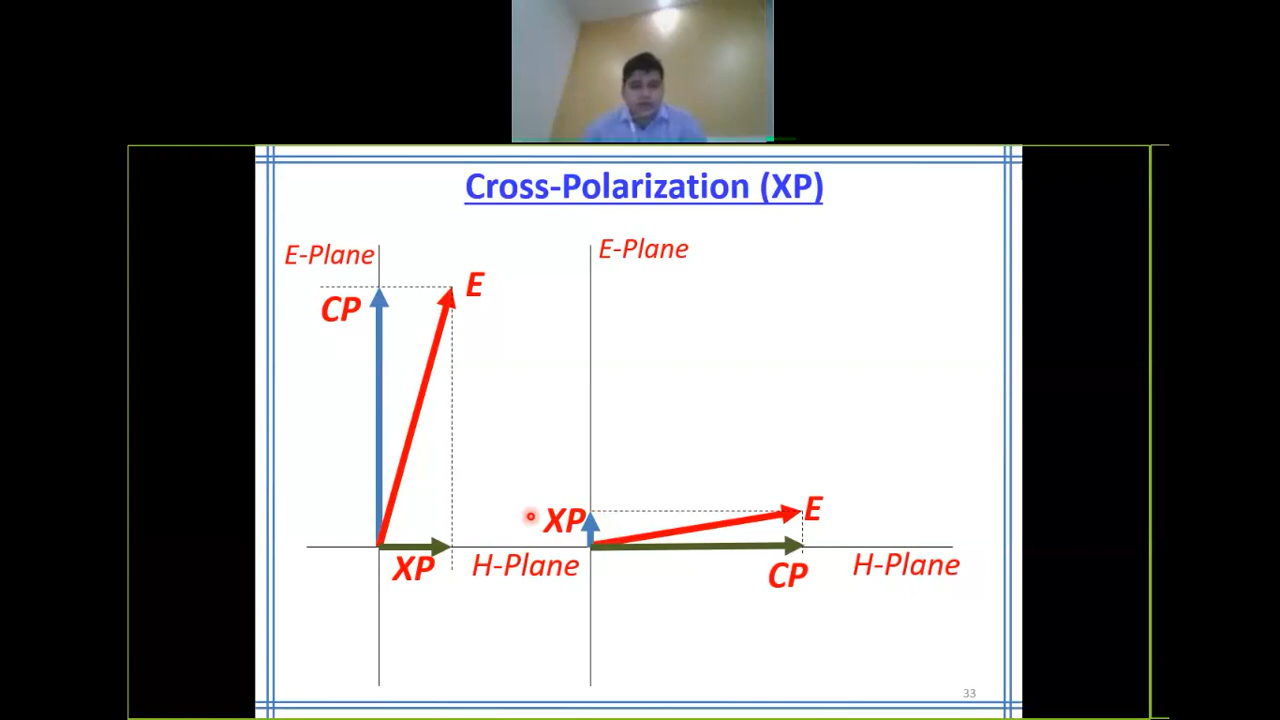 Cross-Polarization (XP)
E-Plane
E-Plane
CP
E
XP
E
XP
H-Plane
CP
H-Plane
33